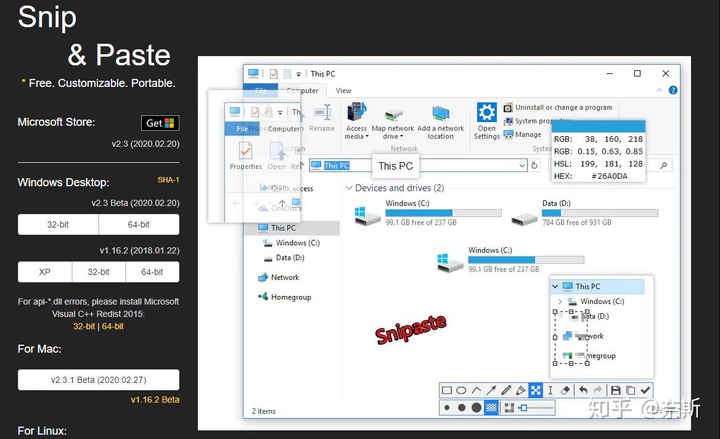 Snip
& Paste
* Free. Customizable. Portable.
Microsoft Store:
Get
v2.3 (2020.02.20)
Windows Desktop:
SHA-1
v2.3 Beta (2020.02.20)
32-bit
64-bit
v1.16.2 (2018.01.22)
XP
32-bit
64-bit
For api-*.dll errors, please install Microsoft
Visual C++ Redist 2015:
32-bit | 64-bit
For Mac:
v2.3.1 Beta (2020.02.27)
v1.16.2 Beta
For Linux:
This PC
File
Computer
View
Properties
Open
Rename
Access
media
Map network
drive
Add a network
location
Open
Settings
Uninstall or change a program
System properties
Manage
Location
Network
RGB: 38, 160, 218
RGB: 0.15, 0.63, 0.85
HSL: 199, 181, 128
HEX: #26A0DA
This PC
This PC
Quick access
OneDrive
This PC
Windows (C:)
Data (D:)
Network
Homegroup
Devices and drives (2)
Windows (C:)
99.1 GB free of 237 GB
Data (D:)
784 GB free of 931 GB
Windows (C:)
99.1 GB free of 237 GB
Snipaste
This PC
Windows (C:)
2 items
知乎 @奈斯